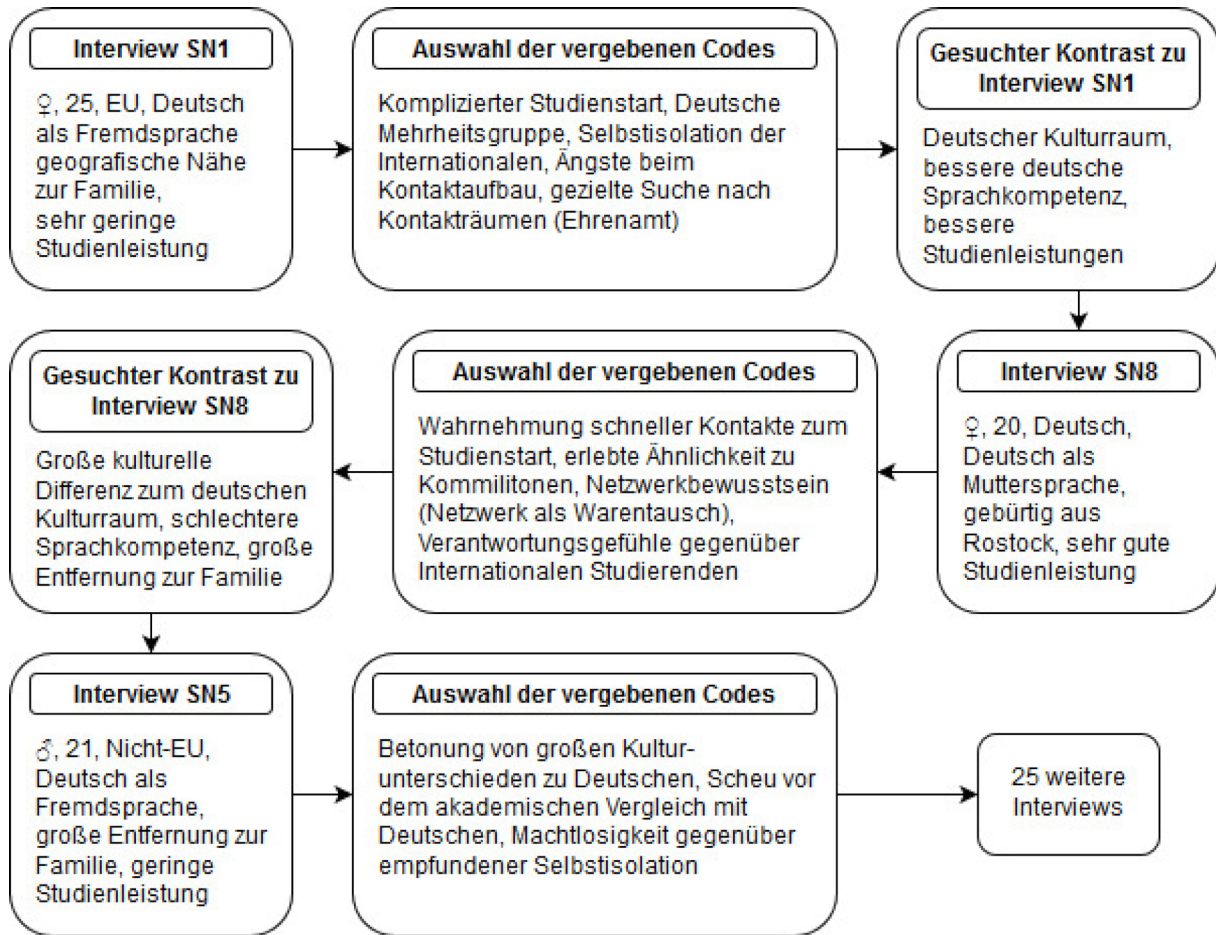 Interview SN1
♀, 25, EU, Deutsch
als Fremdsprache
geografische Nähe
zur Familie,
sehr geringe
Studienleistung
Auswahl der vergebenen Codes
Komplizierter Studienstart, Deutsche
Mehrheitsgruppe, Selbstisolation der
Internationalen, Ängste beim
Kontaktaufbau, gezielte Suche nach
Kontakträumen (Ehrenamt)
Gesuchter Kontrast zu
Interview SN1
Deutscher Kulturraum,
bessere deutsche
Sprachkompetenz,
bessere
Studienleistungen
Interview SN8
♀, 20, Deutsch,
Deutsch als
Muttersprache,
gebürtig aus
Rostock, sehr gute
Studienleistung
Auswahl der vergebenen Codes
Wahrnehmung schneller Kontakte zum
Studienstart, erlebte Ähnlichkeit zu
Kommilitonen, Netzwerkbewusstsein
(Netzwerk als Warentausch),
Verantwortungsgefühle gegenüber
Internationalen Studierenden
Gesuchter Kontrast zu
Interview SN8
Große kulturelle
Differenz zum deutschen
Kulturraum, schlechtere
Sprachkompetenz, große
Entfernung zur Familie
Interview SN5
♂, 21, Nicht-EU,
Deutsch als
Fremdsprache,
große Entfernung zur
Familie, geringe
Studienleistung
Auswahl der vergebenen Codes
Betonung von großen Kultur-
unterschieden zu Deutschen, Scheu vor
dem akademischen Vergleich mit
Deutschen, Machtlosigkeit gegenüber
empfundener Selbstisolation
25 weitere
Interviews